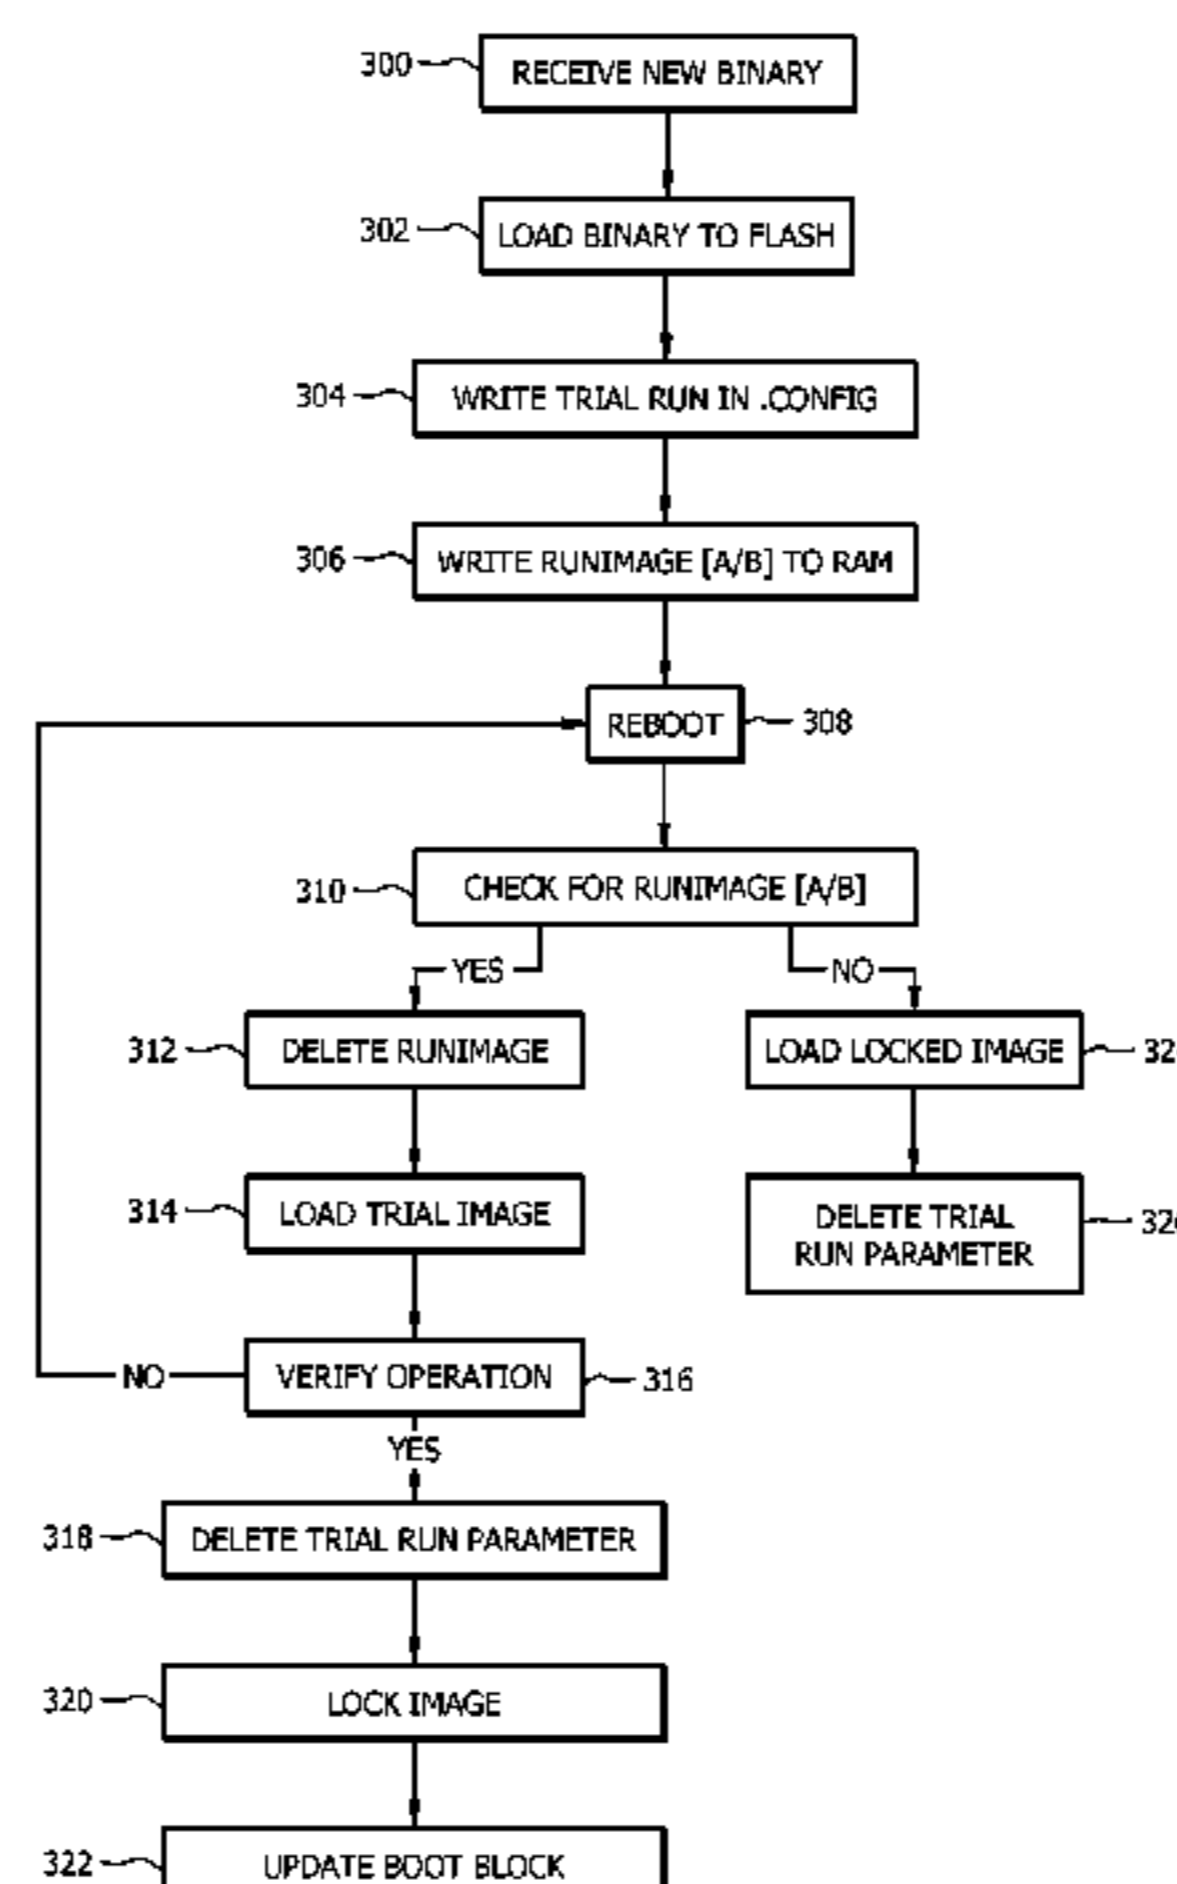 300
RECEIVE NEW BINARY
302
LOAD BINARY TO FLASH
304
WRITE TRIAL RUN IN .CONFIG
306
WRITE RUNIMAGE [A/B] TO RAM
REBOOT
308
310
CHECK FOR RUNIMAGE [A/B]
YES
NO
312
DELETE RUNIMAGE
LOAD LOCKED IMAGE
314
LOAD TRIAL IMAGE
DELETE TRIAL
RUN PARAMETER
NO
VERIFY OPERATION
316
YES
318
DELETE TRIAL RUN PARAMETER
320
LOCK IMAGE
322
UPDATE BOOT BLOCK